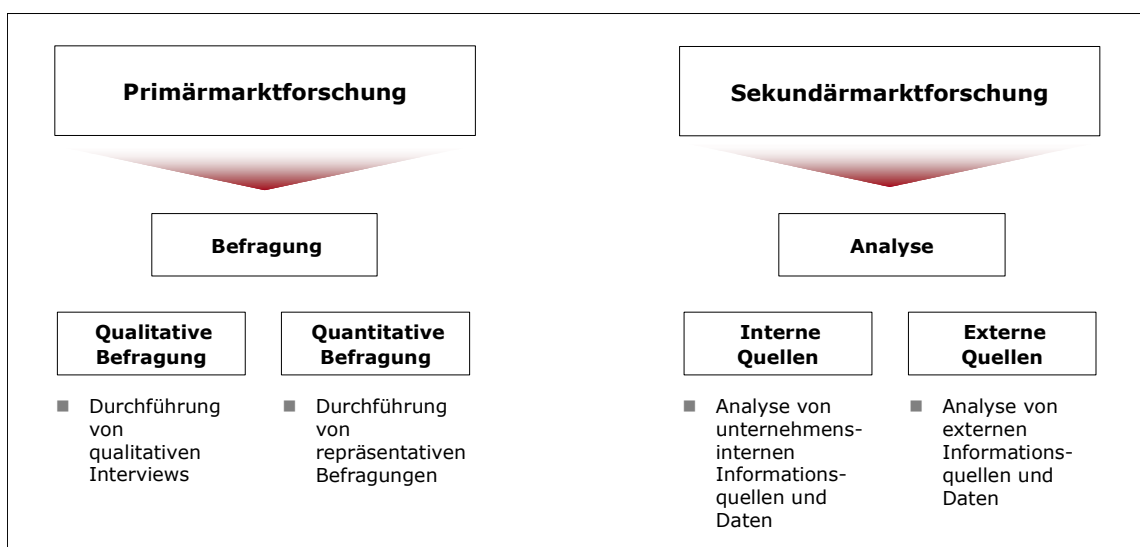 Primärmarktforschung
Befragung
Qualitative
Befragung
Durchführung
von
qualitativen
Interviews
Quantitative
Befragung
Durchführung
von
repräsentativen
Befragungen
Sekundärmarktforschung
Analyse
Interne
Quellen
Analyse von
unternehmens-
internen
Informations-
quellen und
Daten
Externe
Quellen
Analyse von
externen
Informations-
quellen und
Daten